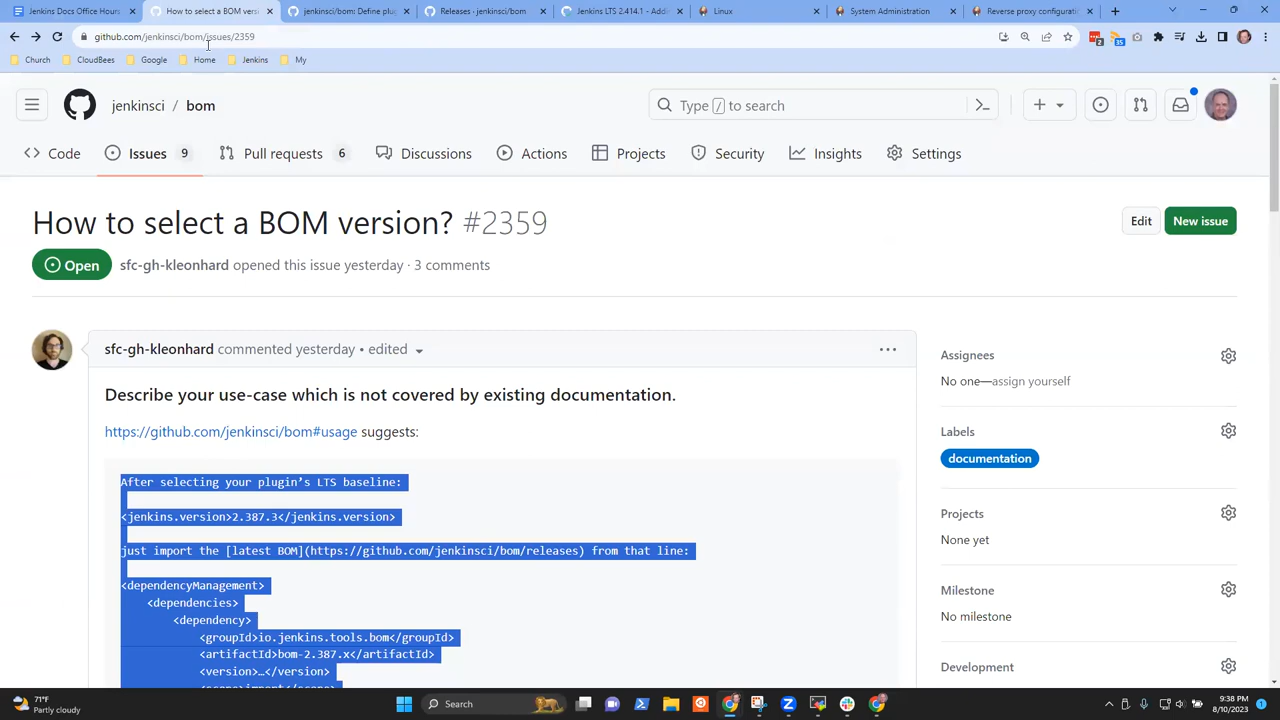 Jenkins Docs Office Hours
How to select a BOM versi
jenkinsci/bom: Define plug
Releases · jenkinsci/bom
Jenkins LTS 2.414.1 - Addi
Linux
System Administration
Reverse proxy configuratio
github.com/jenkinsci/bom/issues/2359
Church
CloudBees
Google
Home
Jenkins
My
jenkinsci / bom
Type / to search
Code
Issues 9
Pull requests 6
Discussions
Actions
Projects
Security
Insights
Settings
How to select a BOM version? #2359
Edit
New issue
Open
sfc-gh-kleonhard opened this issue yesterday · 3 comments
sfc-gh-kleonhard commented yesterday • edited
Describe your use-case which is not covered by existing documentation.
https://github.com/jenkinsci/bom#usage suggests:
After selecting your plugin’s LTS baseline:
<jenkins.version>2.387.3</jenkins.version>
just import the [latest BOM](https://github.com/jenkinsci/bom/releases) from that line:
<dependencyManagement>
<dependencies>
<dependency>
<groupId>io.jenkins.tools.bom</groupId>
<artifactId>bom-2.387.x</artifactId>
<version>…</version>
<scope>import</scope>
Assignees
No one—assign yourself
Labels
documentation
Projects
None yet
Milestone
No milestone
Development
71°F
Partly cloudy
Search
9:38 PM
8/10/2023